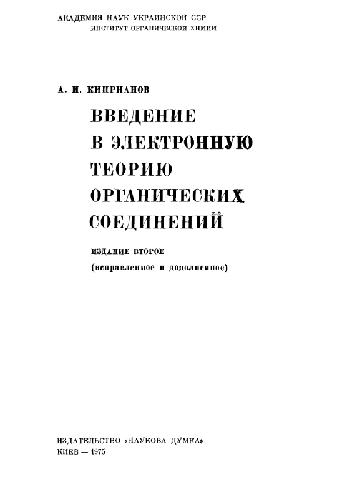 АКАДЕМИЯ НАУК УКРАИНСКОЙ ССР
ИНСТИТУТ ОРГАНИЧЕСКОЙ ХИМИИ
А. И. КИПРИАНОВ
ВВЕДЕНИЕ
В ЭЛЕКТРОННУЮ
ТЕОРИЮ
ОРГАНИЧЕСКИХ
СОЕДИНЕНИЙ
ИЗДАНИЕ ВТОРОЕ
(исправленное и дополненное)
ИЗДАТЕЛЬСТВО «НАУКОВА ДУМКА»
КИЕВ — 1975